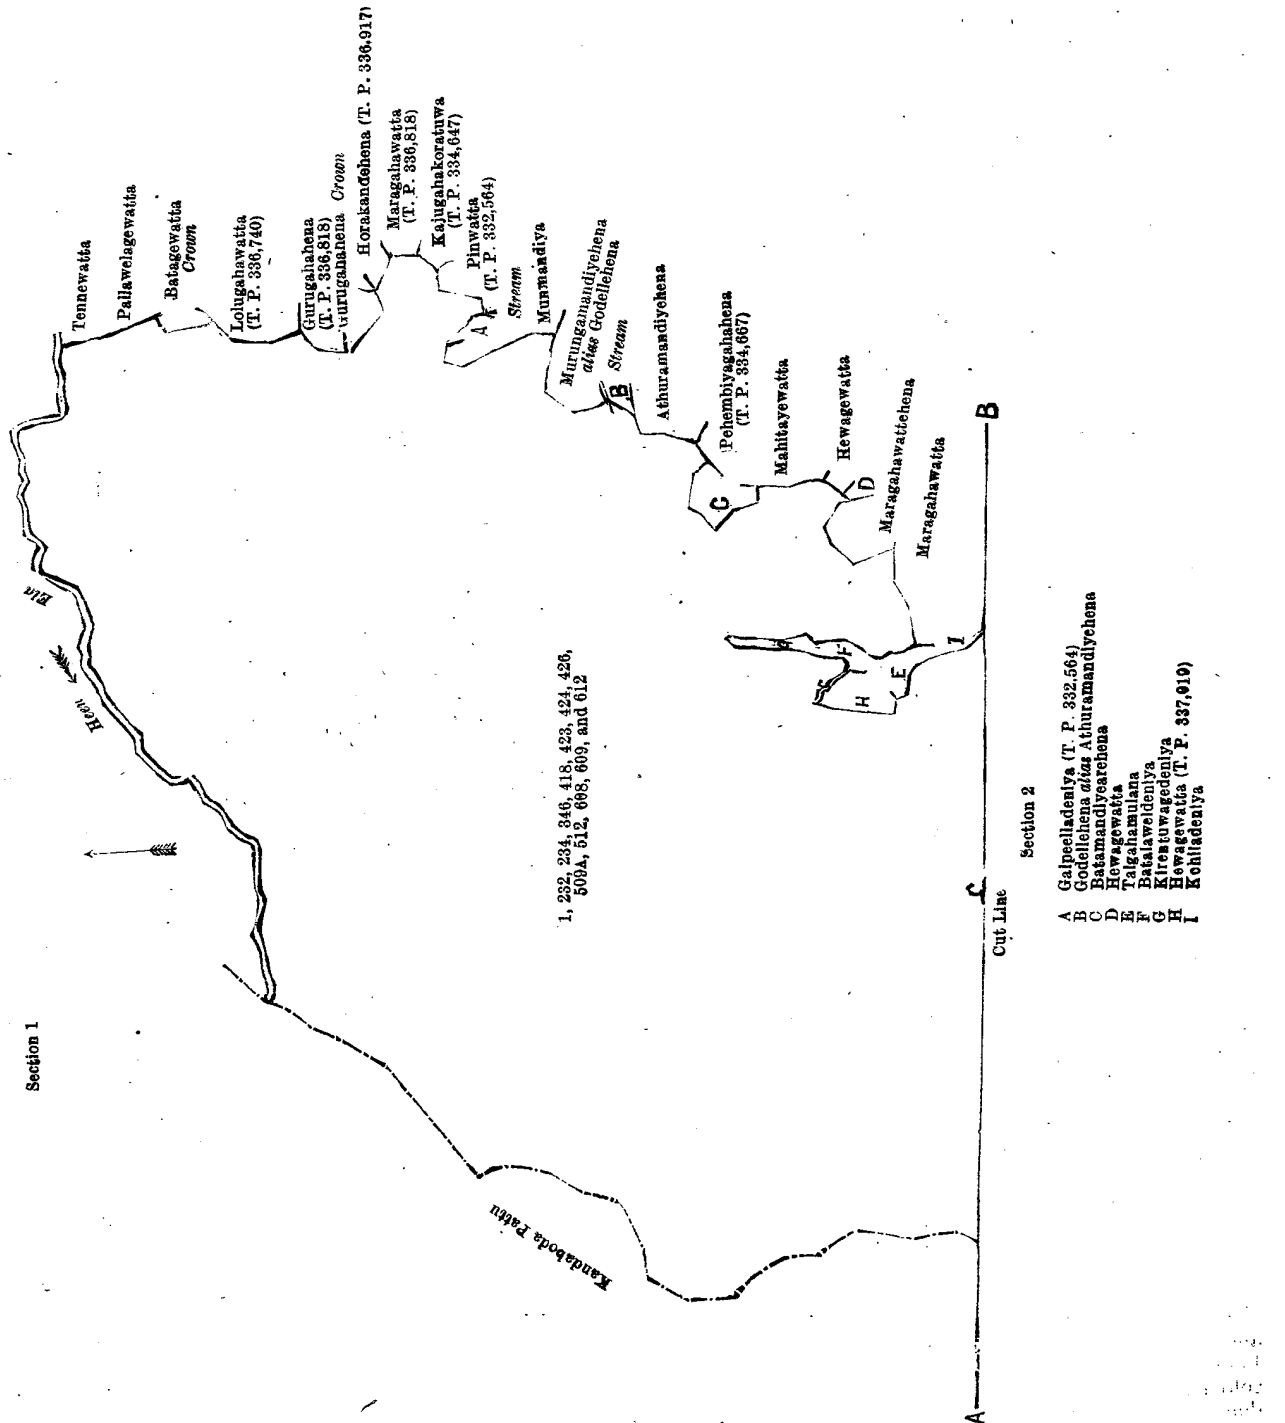 Section 1
Tennewatta
Pallawelagewatta
Batagewatta
Crown
Lolugahawatta
(T. P. 336,740)
Gurugahahena
(T. P. 336,818)
Gurugahahena Crown
Horakandehena (T. P. 336,917)
Maragahawatta
(T. P. 336,818)
Kajugahakoratuwa
(T. P. 334,647)
Pinwatta
(T. P. 332,564)
A
Stream
Munmandiya
Murungamandiyehena
alias Godellehena
Stream
B
Athuramandiyehena
Pehembiyagahahena
(T. P. 334,667)
C
Mahitayewatta
Hewagewatta
D
Maragahawattehena
Maragahawatta
Heen Ela
Kandaboda Pattu
1, 232, 234, 346, 418, 423, 424, 426,
509A, 512, 608, 609, and 612
G
F
E
H
I
A
C
B
Cut Line
Section 2
A Galpeelladeniya (T. P. 332,564)
B Godellehena alias Athuramandiyehena
C Batamandiyearehena
D Hewagewatta
E Talgahamulana
F Batalaweldeniya
G Kirentuwagedeniya
H Hewagewatta (T. P. 337,919)
I Kohiladeniya